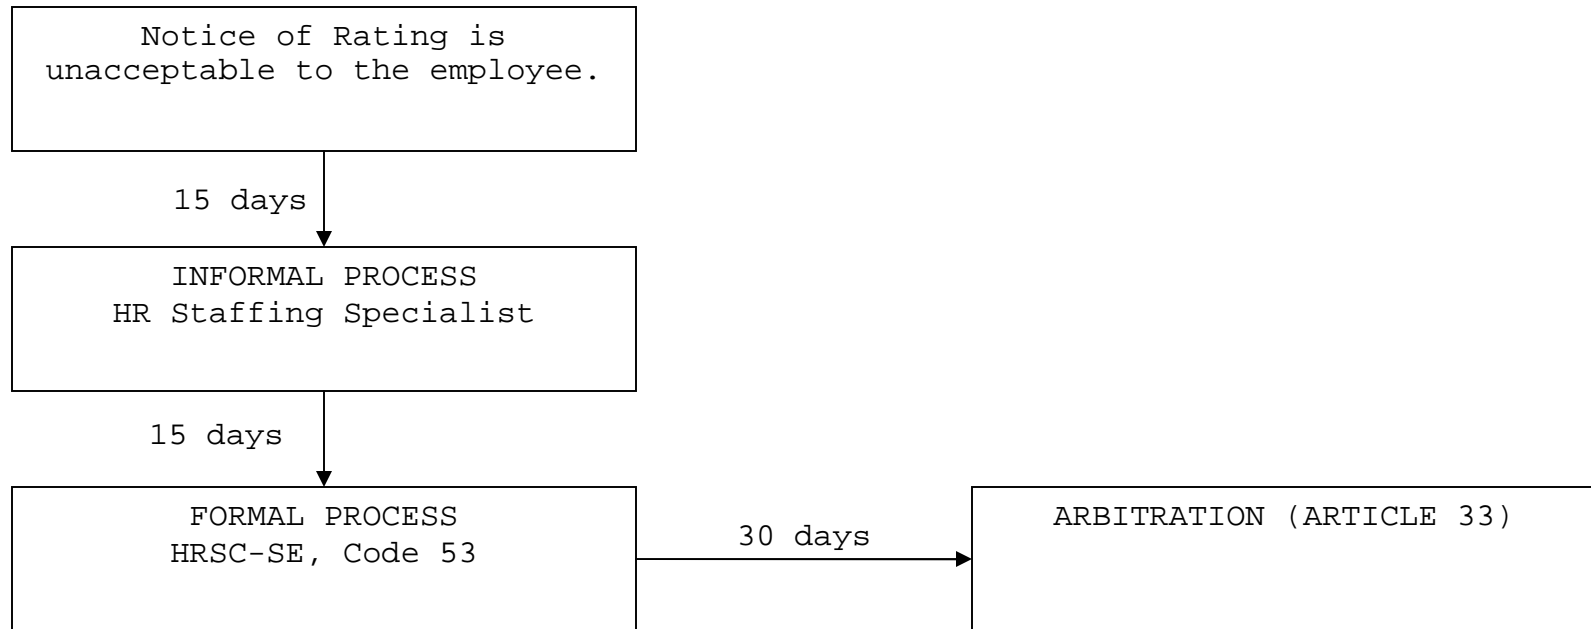 Notice of Rating is
unacceptable to the employee.
15 days
INFORMAL PROCESS
HR Staffing Specialist
15 days
FORMAL PROCESS
HRSC-SE, Code 53
30 days
ARBITRATION (ARTICLE 33)